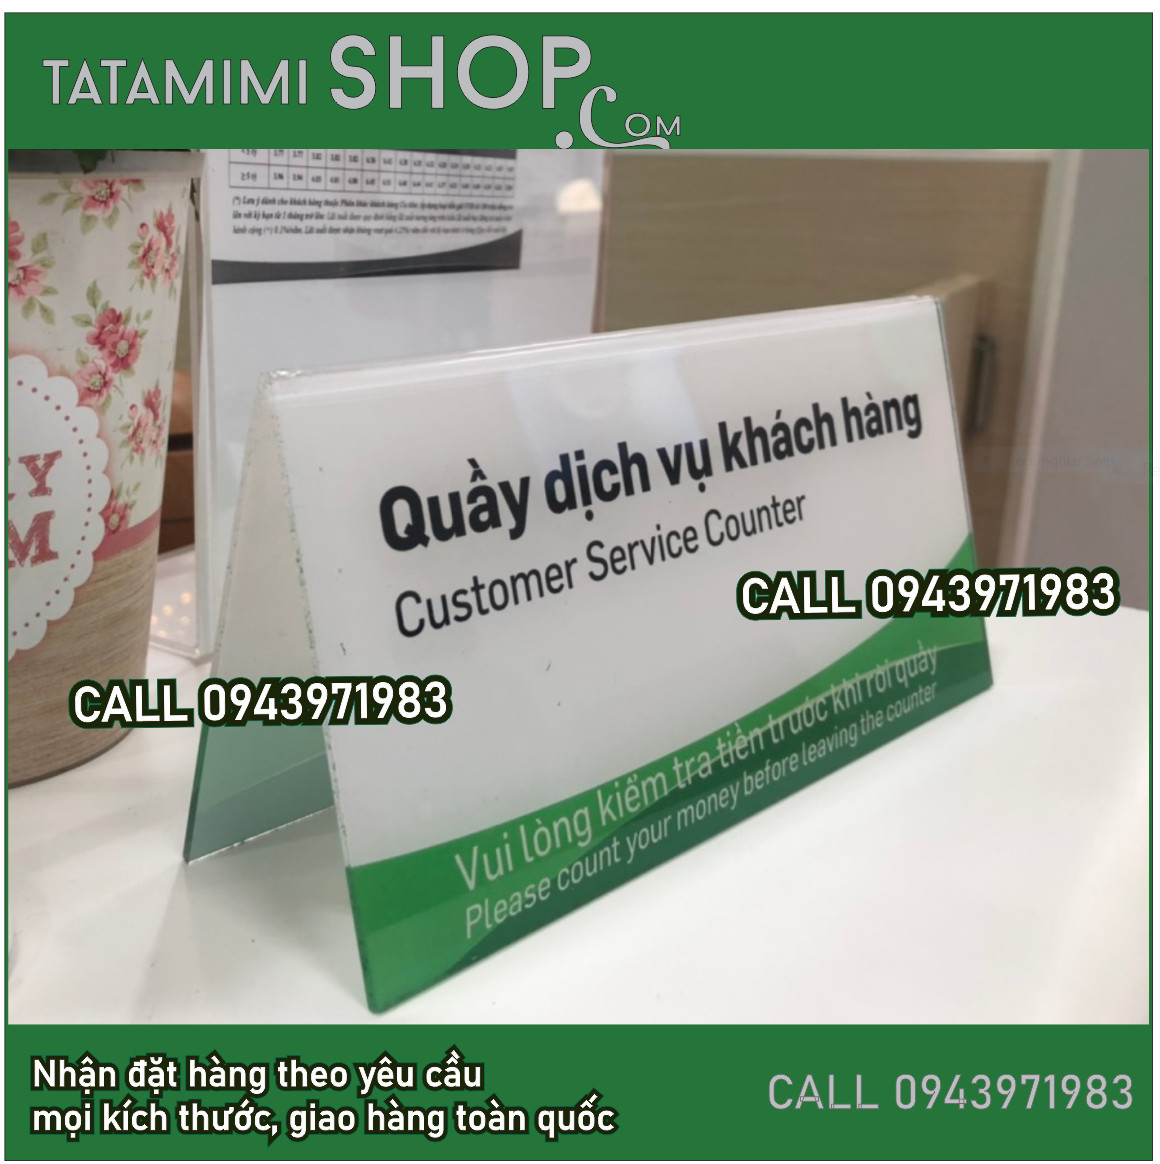 TATAMIMI SHOP.COM
≥5 tỷ
Quầy dịch vụ khách hàng
Customer Service Counter
CALL 0943971983
CALL 0943971983
Vui lòng kiểm tra tiền trước khi rời quầy
Please count your money before leaving the counter
Nhận đặt hàng theo yêu cầu
mọi kích thước, giao hàng toàn quốc
CALL 0943971983